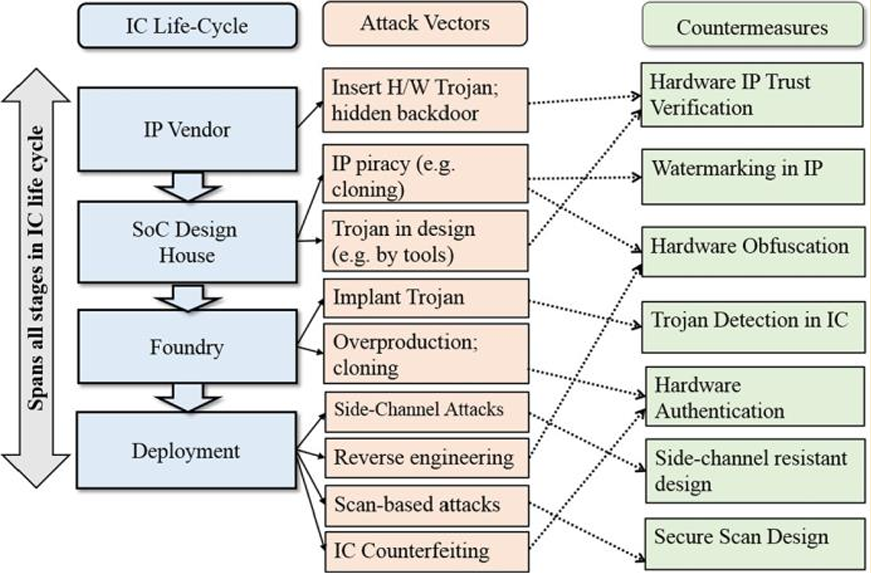 IC Life-Cycle
Attack Vectors
Countermeasures
Spans all stages in IC life cycle
IP Vendor
SoC Design
House
Foundry
Deployment
Insert H/W Trojan;
hidden backdoor
IP piracy (e.g.
cloning)
Trojan in design
(e.g. by tools)
Implant Trojan
Overproduction;
cloning
Side-Channel Attacks
Reverse engineering
Scan-based attacks
IC Counterfeiting
Hardware IP Trust
Verification
Watermarking in IP
Hardware Obfuscation
Trojan Detection in IC
Hardware
Authentication
Side-channel resistant
design
Secure Scan Design